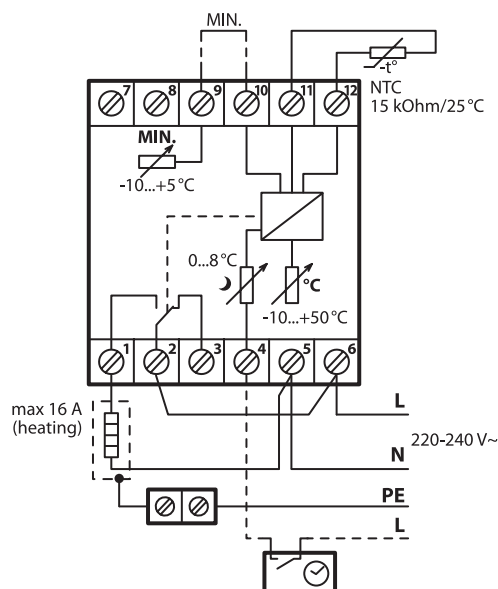 MIN.
-t°
NTC
15 kOhm/25°C
7 8 9 10 11 12
MIN.
-10...+5°C
0...8°C
°C
-10...+50°C
1 2 3 4 5 6
max 16 A
(heating)
L
220-240 V~
N
PE
L